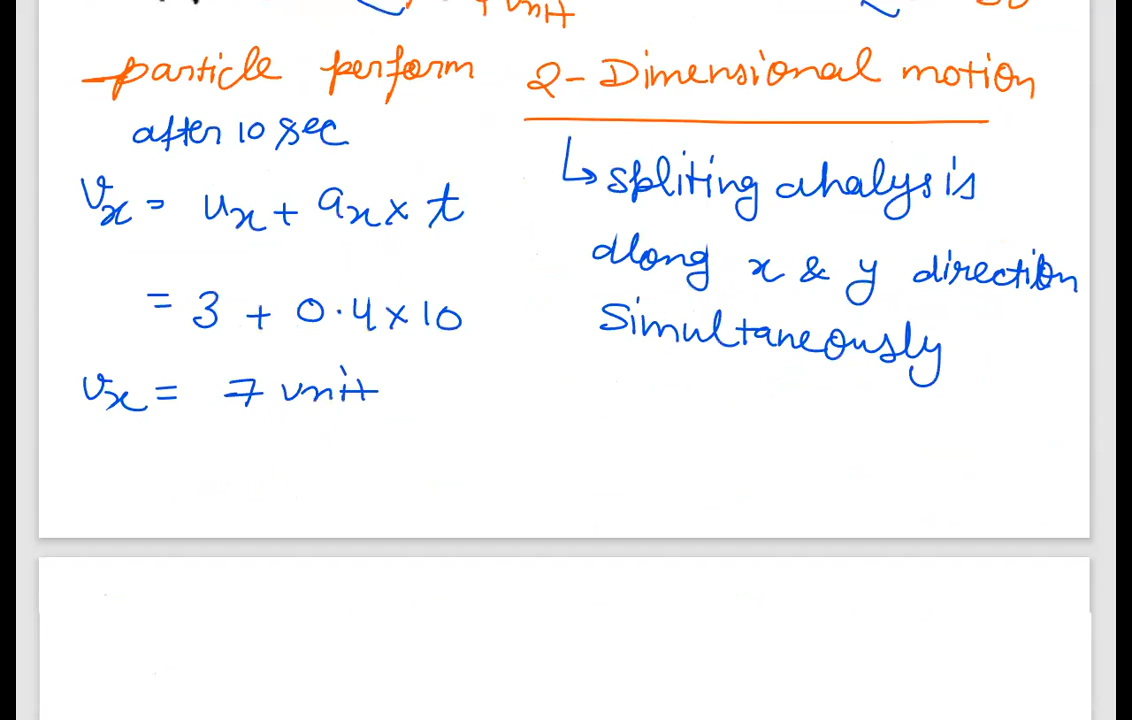 unit
particle perform 2-Dimensional motion
after 10 sec
↳ spliting analysis
along x & y direction
Simultaneously
vx = ux + ax × t
= 3 + 0.4 × 10
vx = 7 unit